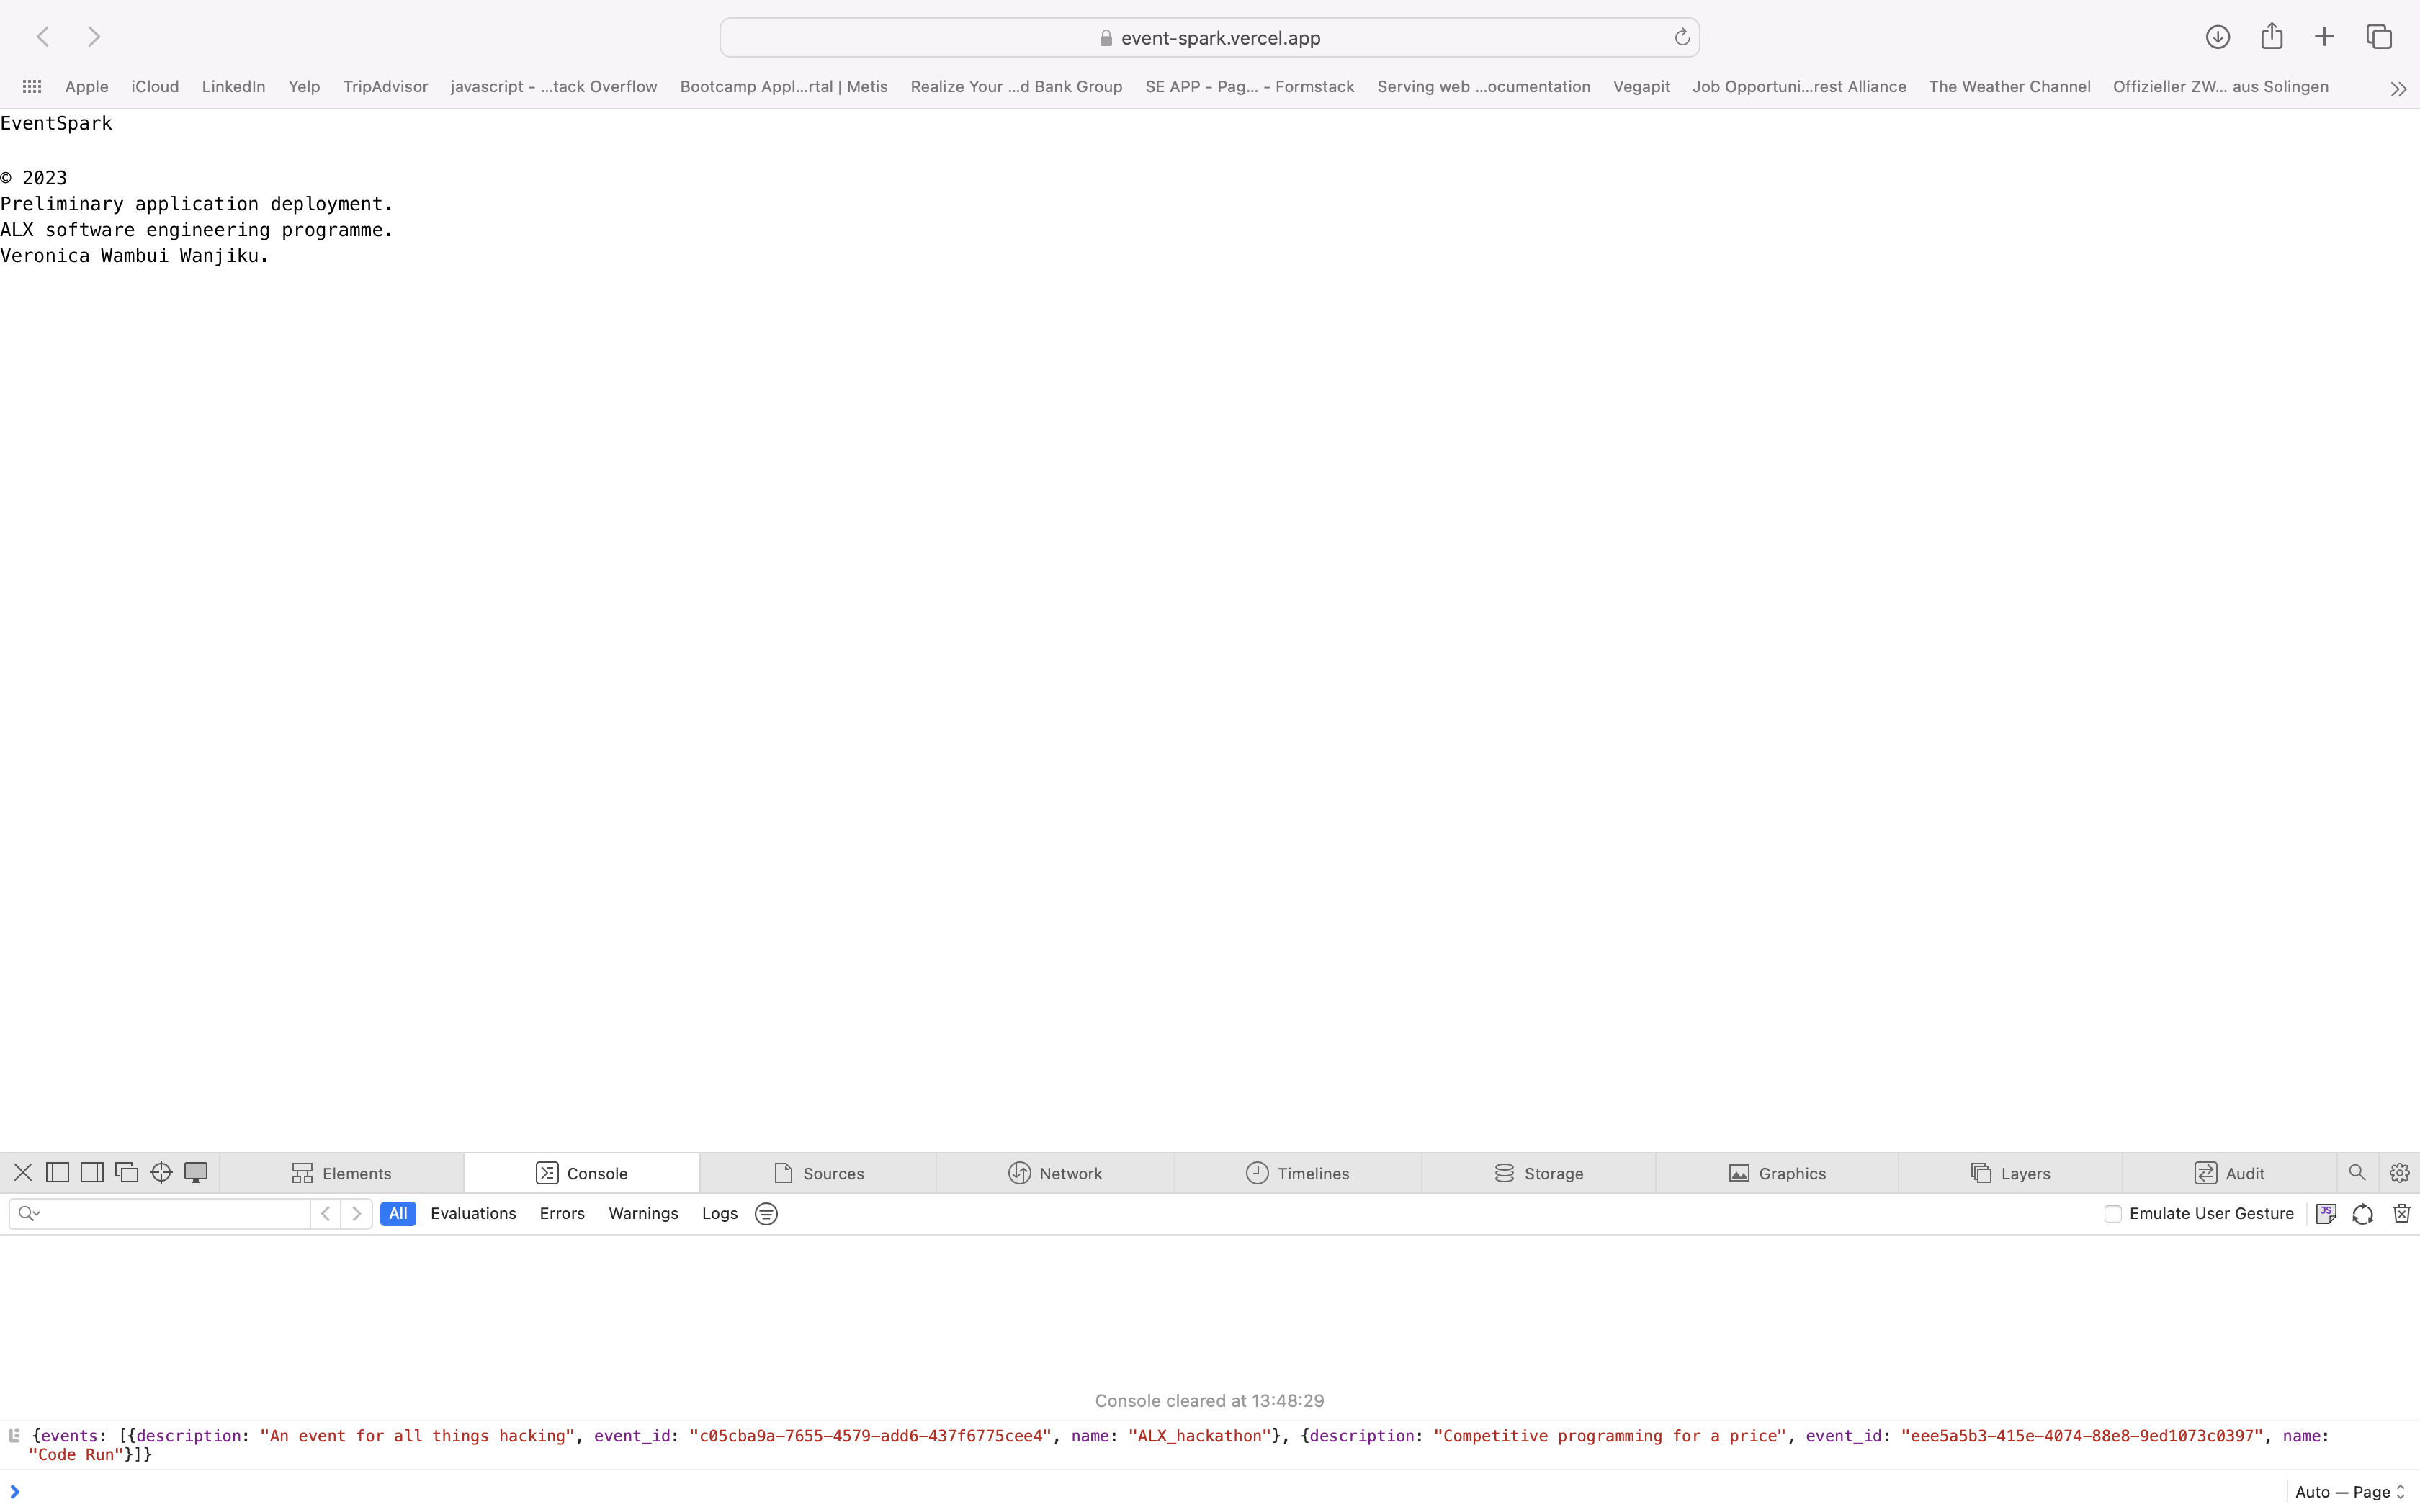 event-spark.vercel.app
Apple iCloud LinkedIn Yelp TripAdvisor javascript - ...tack Overflow Bootcamp Appl...rtal | Metis Realize Your ...d Bank Group SE APP - Pag... - Formstack Serving web ...ocumentation Vegapit Job Opportuni...rest Alliance The Weather Channel Offizieller ZW... aus Solingen
EventSpark
© 2023
Preliminary application deployment.
ALX software engineering programme.
Veronica Wambui Wanjiku.
Elements Console Sources Network Timelines Storage Graphics Layers Audit
All Evaluations Errors Warnings Logs Emulate User Gesture JS
Console cleared at 13:48:29
{events: [{description: "An event for all things hacking", event_id: "c05cba9a-7655-4579-add6-437f6775cee4", name: "ALX_hackathon"}, {description: "Competitive programming for a price", event_id: "eee5a5b3-415e-4074-88e8-9ed1073c0397", name:
"Code Run"}]}
Auto — Page